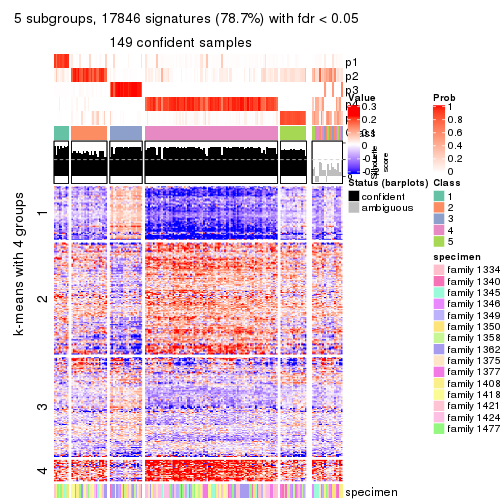 5 subgroups, 17846 signatures (78.7%) with fdr < 0.05
149 confident samples
p1
p2
p3
p4
Value
0.3
0.2
0.1
0
Silhouette
score
Prob
1
0.8
0.6
0.4
0.2
0
Status (barplots)
confident
ambiguous
Class
1
2
3
4
5
specimen
family 1334
family 1340
family 1345
family 1346
family 1349
family 1350
family 1358
family 1362
family 1375
family 1377
family 1408
family 1418
family 1421
family 1424
family 1477
k-means with 4 groups
1
2
3
4
specimen